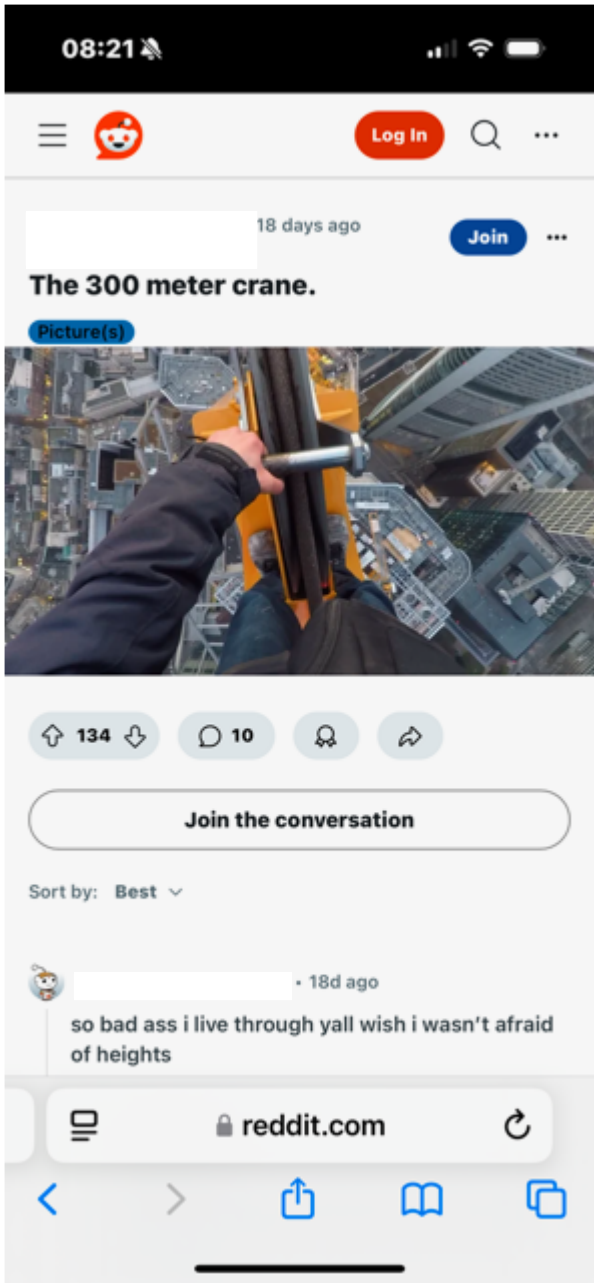 08:21
Log In
18 days ago
Join
The 300 meter crane.
Picture(s)
134
10
Join the conversation
Sort by: Best
• 18d ago
so bad ass i live through yall wish i wasn't afraid
of heights
reddit.com